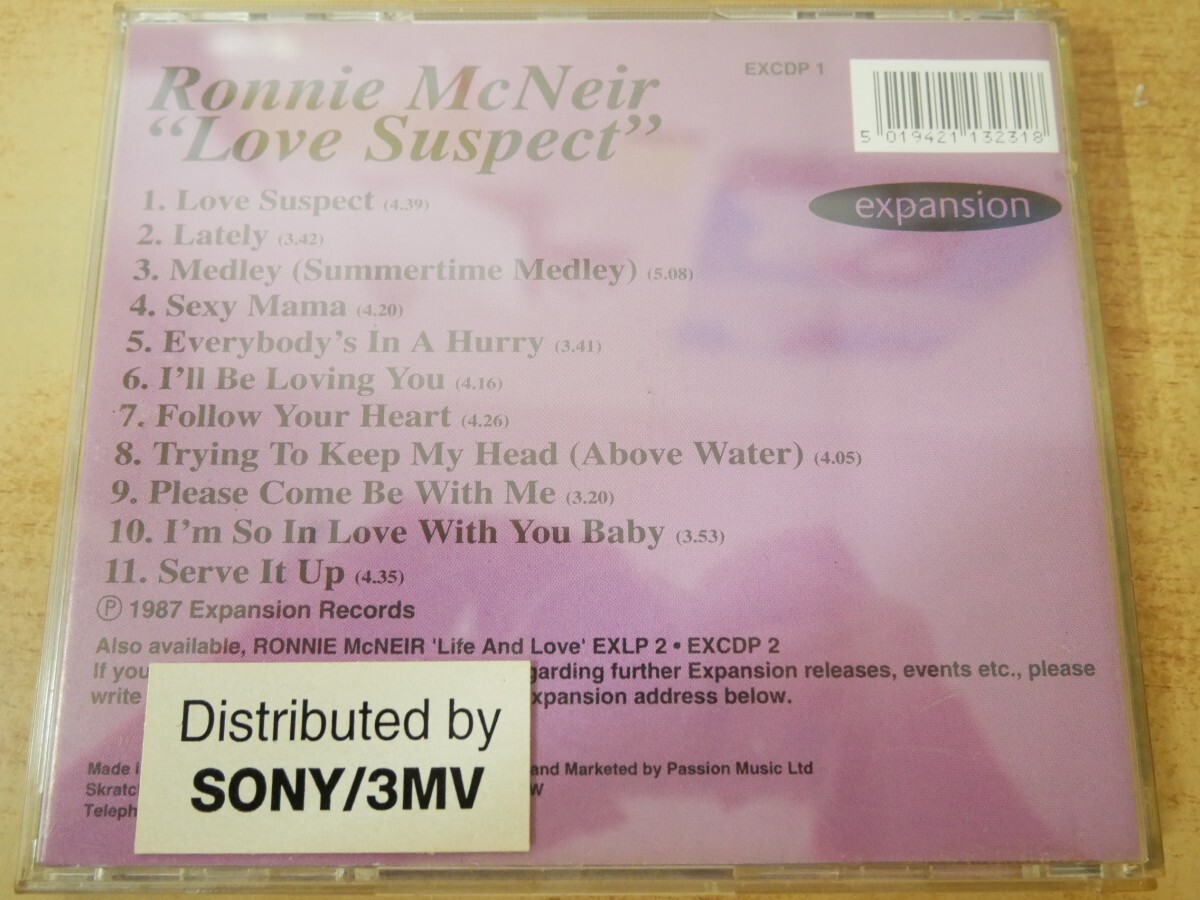 Ronnie McNeir
"Love Suspect"
EXCDP 1
5 019421 132318
expansion
1. Love Suspect (4.39)
2. Lately (3.42)
3. Medley (Summertime Medley) (5.08)
4. Sexy Mama (4.20)
5. Everybody's In A Hurry (3.41)
6. I'll Be Loving You (4.16)
7. Follow Your Heart (4.26)
8. Trying To Keep My Head (Above Water) (4.05)
9. Please Come Be With Me (3.20)
10. I'm So In Love With You Baby (3.53)
11. Serve It Up (4.35)
Ⓟ 1987 Expansion Records
Also available, RONNIE McNEIR 'Life And Love' EXLP 2 • EXCDP 2
If you further Expansion releases, events etc., please
write address below.
Made and Marketed by Passion Music Ltd
Distributed by
SONY/3MV